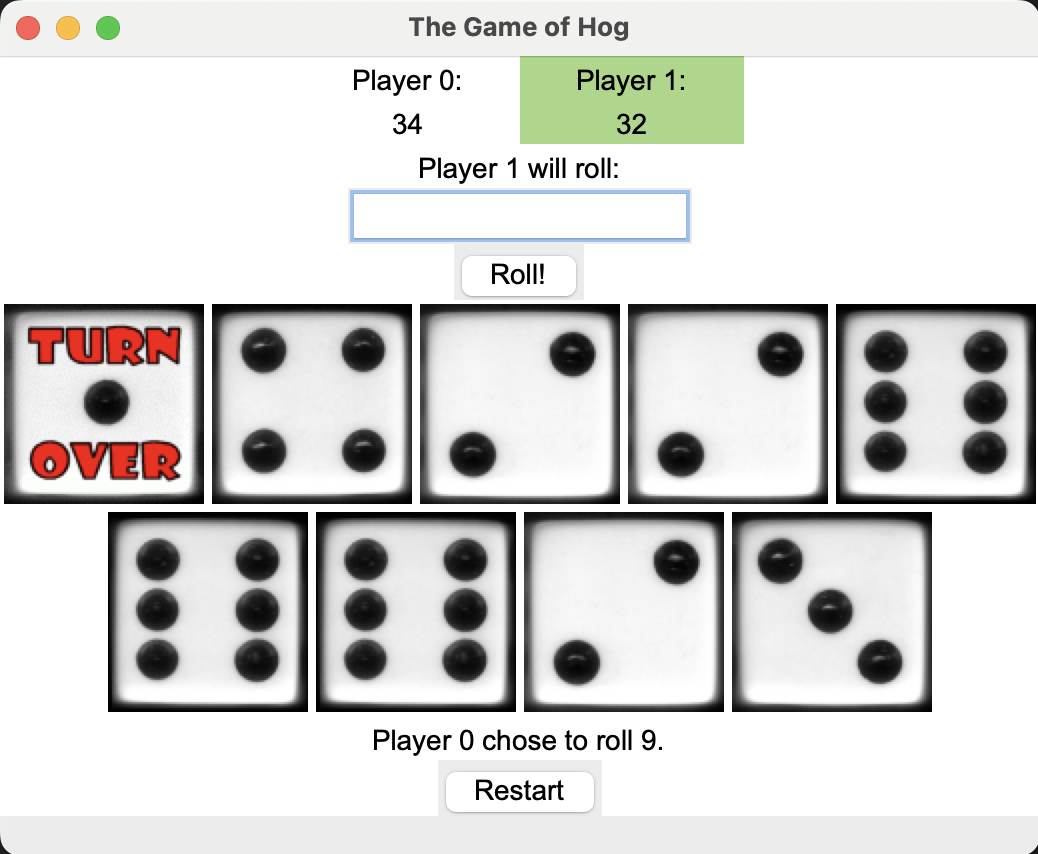 The Game of Hog
Player 0:
Player 1:
34
32
Player 1 will roll:
Roll!
TURN
OVER
Player 0 chose to roll 9.
Restart